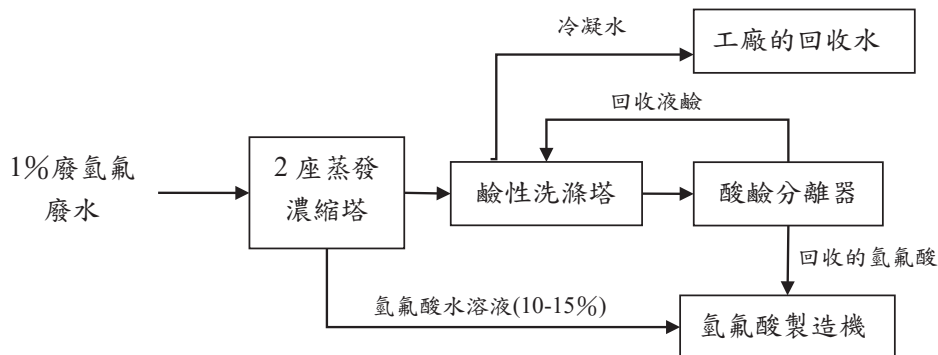 冷凝水
工廠的回收水
回收液鹼
1%廢氫氟
廢水
2 座蒸發
濃縮塔
鹼性洗滌塔
酸鹼分離器
回收的氫氟酸
氫氟酸水溶液(10-15%)
氫氟酸製造機